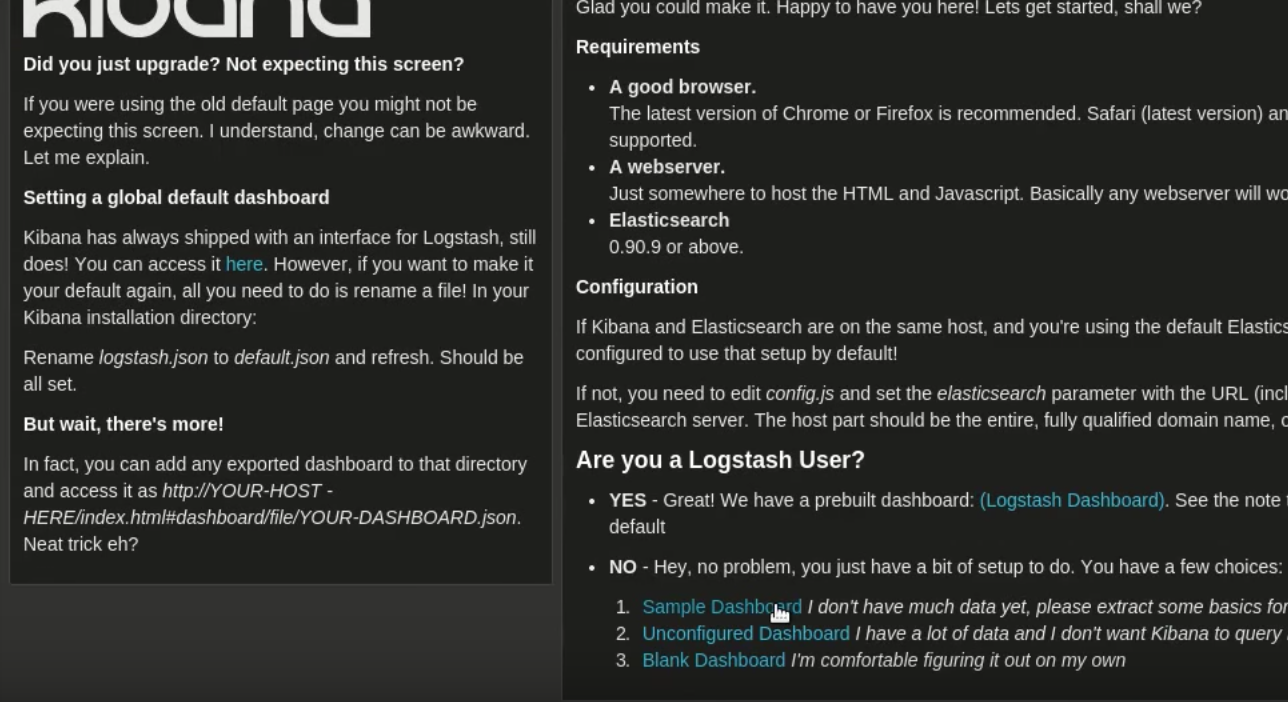 kibana
Did you just upgrade? Not expecting this screen?
If you were using the old default page you might not be
expecting this screen. I understand, change can be awkward.
Let me explain.
Setting a global default dashboard
Kibana has always shipped with an interface for Logstash, still
does! You can access it here. However, if you want to make it
your default again, all you need to do is rename a file! In your
Kibana installation directory:
Rename logstash.json to default.json and refresh. Should be
all set.
But wait, there's more!
In fact, you can add any exported dashboard to that directory
and access it as http://YOUR-HOST -
HERE/index.html#dashboard/file/YOUR-DASHBOARD.json.
Neat trick eh?
Glad you could make it. Happy to have you here! Lets get started, shall we?
Requirements
• A good browser.
The latest version of Chrome or Firefox is recommended. Safari (latest version) an
supported.
• A webserver.
Just somewhere to host the HTML and Javascript. Basically any webserver will wo
• Elasticsearch
0.90.9 or above.
Configuration
If Kibana and Elasticsearch are on the same host, and you're using the default Elastics
configured to use that setup by default!
If not, you need to edit config.js and set the elasticsearch parameter with the URL (incl
Elasticsearch server. The host part should be the entire, fully qualified domain name, o
Are you a Logstash User?
• YES - Great! We have a prebuilt dashboard: (Logstash Dashboard). See the note
default
• NO - Hey, no problem, you just have a bit of setup to do. You have a few choices:
1. Sample Dashboard I don't have much data yet, please extract some basics for
2. Unconfigured Dashboard I have a lot of data and I don't want Kibana to query
3. Blank Dashboard I'm comfortable figuring it out on my own